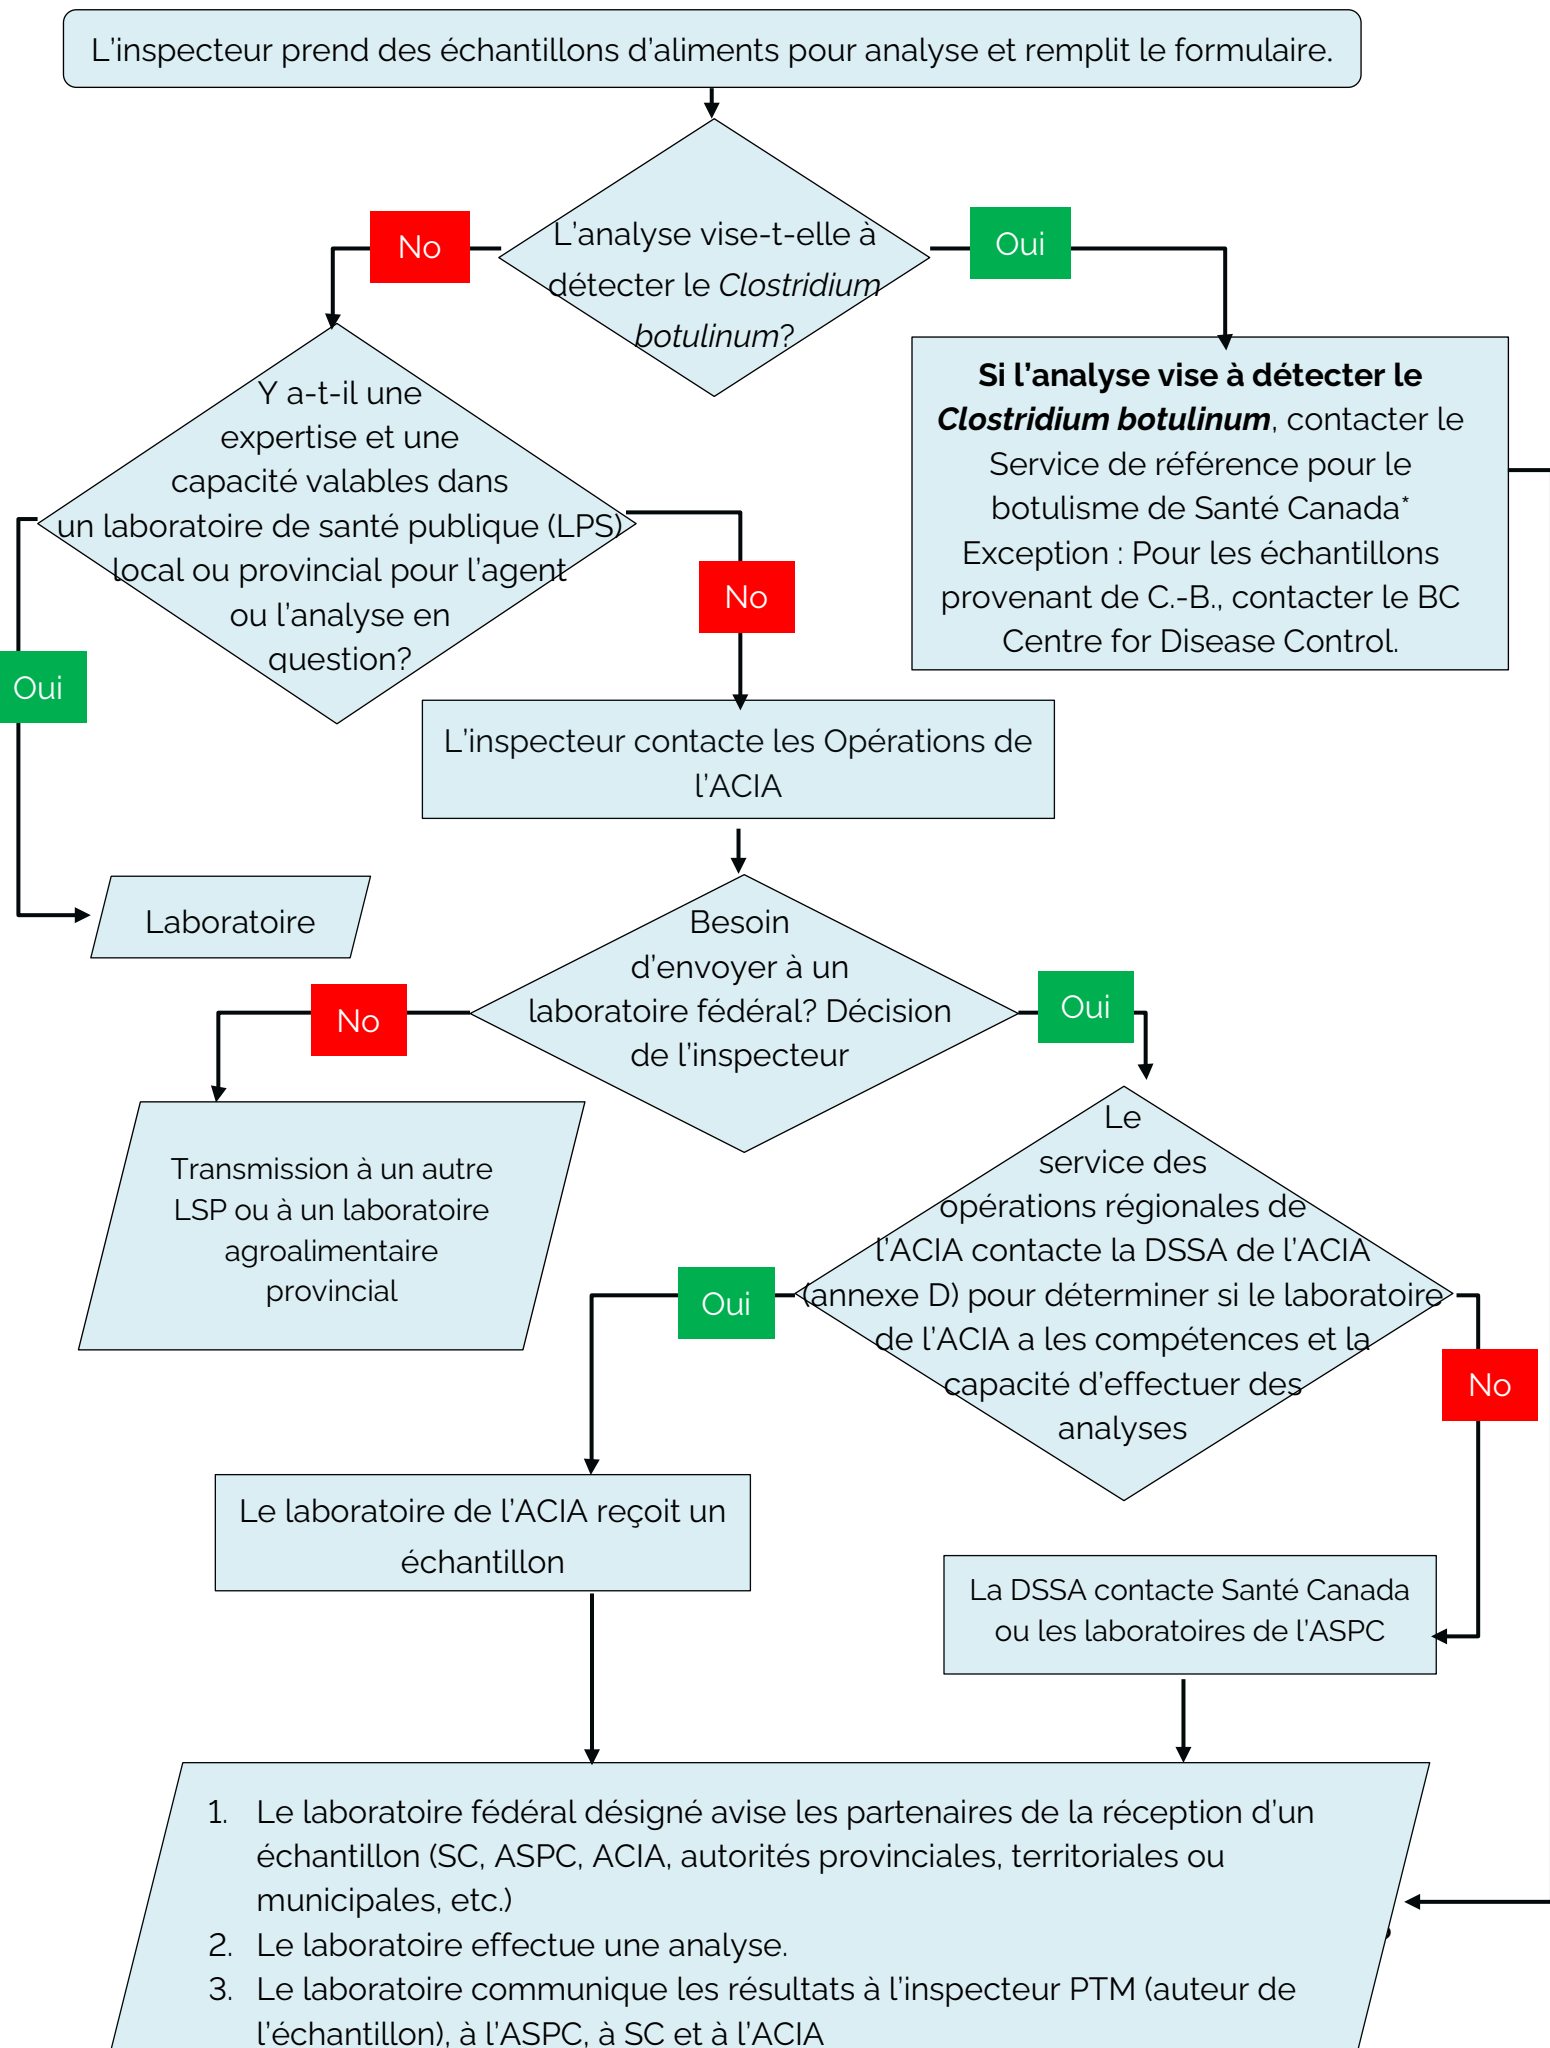 L'inspecteur prend des échantillons d'aliments pour analyse et remplit le formulaire.
L'analyse vise-t-elle à
détecter le Clostridium
botulinum?
No
Oui
Si l'analyse vise à détecter le
Clostridium botulinum, contacter le
Service de référence pour le
botulisme de Santé Canada*
Exception : Pour les échantillons
provenant de C.-B., contacter le BC
Centre for Disease Control.
Y a-t-il une
expertise et une
capacité valables dans
un laboratoire de santé publique (LPS)
local ou provincial pour l'agent
ou l'analyse en
question?
No
Oui
L'inspecteur contacte les Opérations de
l'ACIA
Laboratoire
Besoin
d'envoyer à un
laboratoire fédéral? Décision
de l'inspecteur
No
Oui
Transmission à un autre
LSP ou à un laboratoire
agroalimentaire
provincial
Le
service des
opérations régionales de
l'ACIA contacte la DSSA de l'ACIA
(annexe D) pour déterminer si le laboratoire
de l'ACIA a les compétences et la
capacité d'effectuer des
analyses
Oui
No
Le laboratoire de l'ACIA reçoit un
échantillon
La DSSA contacte Santé Canada
ou les laboratoires de l'ASPC
1. Le laboratoire fédéral désigné avise les partenaires de la réception d'un
échantillon (SC, ASPC, ACIA, autorités provinciales, territoriales ou
municipales, etc.)
2. Le laboratoire effectue une analyse.
3. Le laboratoire communique les résultats à l'inspecteur PTM (auteur de
l'échantillon), à l'ASPC, à SC et à l'ACIA